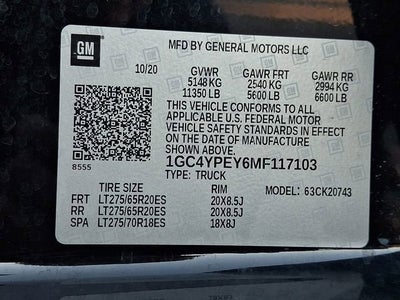 GM
MFD BY GENERAL MOTORS LLC
10/20 GVWR GAWR FRT GAWR RR
5148 KG 2540 KG 2994 KG
11350 LB 5600 LB 6600 LB
THIS VEHICLE CONFORMS TO ALL
APPLICABLE U.S. FEDERAL MOTOR
VEHICLE SAFETY STANDARDS IN
EFFECT ON THE DATE OF MANUFACTURE
SHOWN ABOVE.
8555 1GC4YPEY6MF117103
TYPE: TRUCK
TIRE SIZE RIM MODEL: 63CK20743
FRT LT275/65R20ES 20X8.5J
RR LT275/65R20ES 20X8.5J
SPA LT275/70R18ES 18X8J